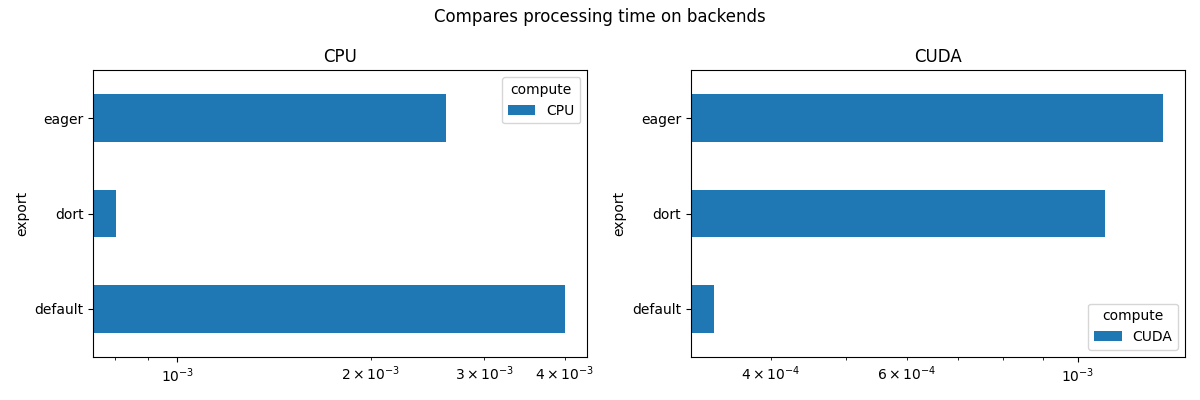 Compares processing time on backends
CPU
compute
CPU
eager
dort
default
export
10⁻³
2 × 10⁻³
3 × 10⁻³
4 × 10⁻³
CUDA
eager
dort
default
export
compute
CUDA
4 × 10⁻⁴
6 × 10⁻⁴
10⁻³